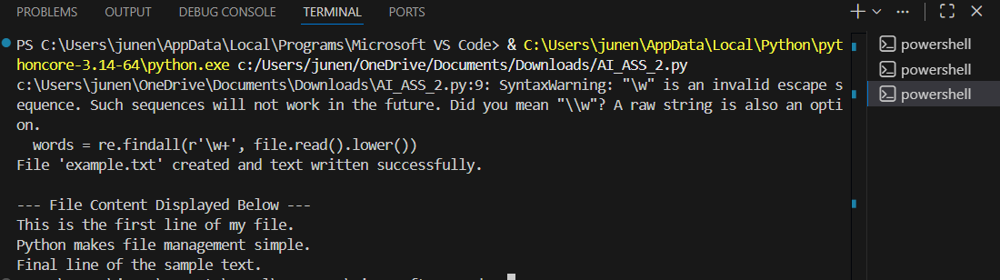 PROBLEMS OUTPUT DEBUG CONSOLE TERMINAL PORTS
PS C:\Users\junen\AppData\Local\Programs\Microsoft VS Code> & C:\Users\junen\AppData\Local\Python\pyt
honcore-3.14-64\python.exe c:/Users/junen/OneDrive/Documents/Downloads/AI_ASS_2.py
c:\Users\junen\OneDrive\Documents\Downloads\AI_ASS_2.py:9: SyntaxWarning: "\w" is an invalid escape s
equence. Such sequences will not work in the future. Did you mean "\\w"? A raw string is also an opti
on.
words = re.findall(r'\w+', file.read().lower())
File 'example.txt' created and text written successfully.
--- File Content Displayed Below ---
This is the first line of my file.
Python makes file management simple.
Final line of the sample text.
powershell
powershell
powershell